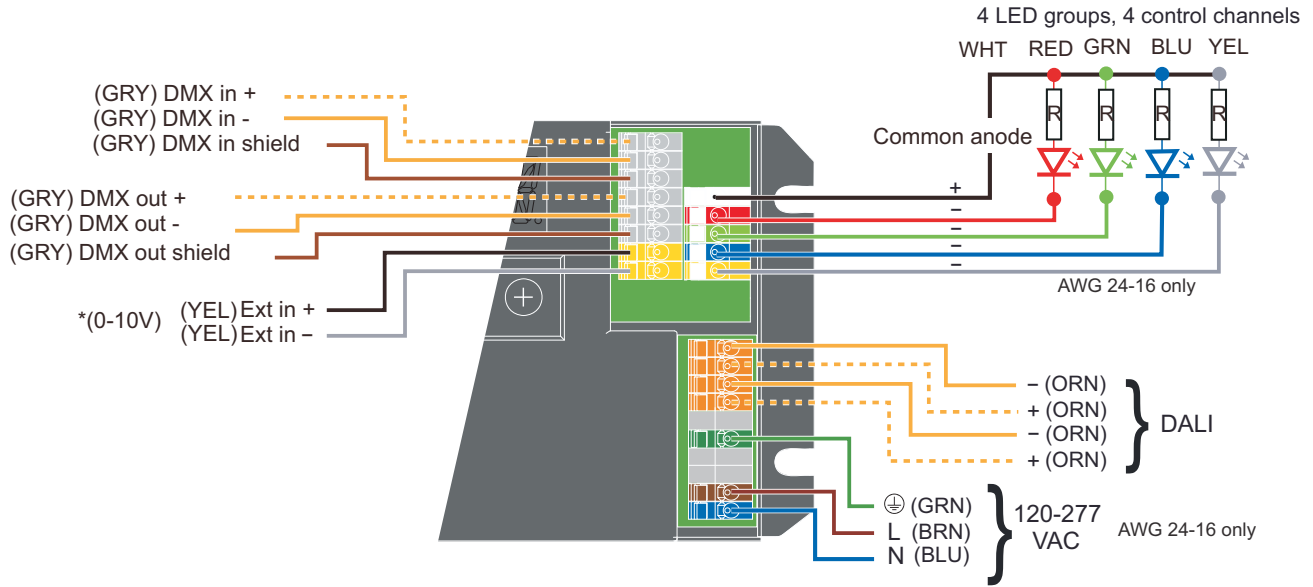 4 LED groups, 4 control channels
WHT RED GRN BLU YEL
R R R R
Common anode
+
−
−
−
−
AWG 24-16 only
(GRY) DMX in +
(GRY) DMX in -
(GRY) DMX in shield
(GRY) DMX out +
(GRY) DMX out -
(GRY) DMX out shield
*(0-10V) (YEL) Ext in +
(YEL) Ext in −
− (ORN)
+ (ORN)
− (ORN)
+ (ORN)
DALI
(GRN)
L (BRN)
N (BLU)
120-277
VAC
AWG 24-16 only